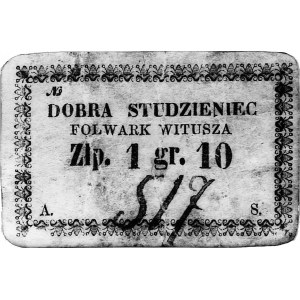 №
DOBRA STUDZIENIEC
FOLWARK WITUSZA
Złp. 1 gr. 10
517
A. S.